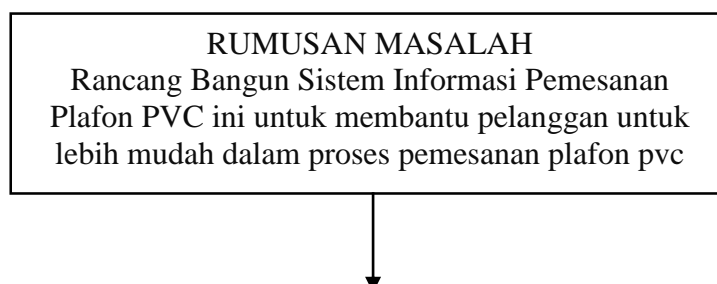 RUMUSAN MASALAH
Rancang Bangun Sistem Informasi Pemesanan
Plafon PVC ini untuk membantu pelanggan untuk
lebih mudah dalam proses pemesanan plafon pvc